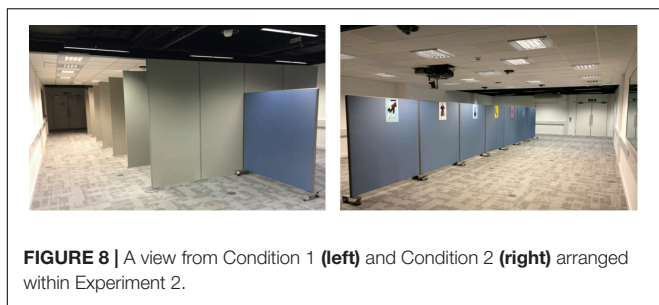 FIGURE 8 | A view from Condition 1 (left) and Condition 2 (right) arranged
within Experiment 2.